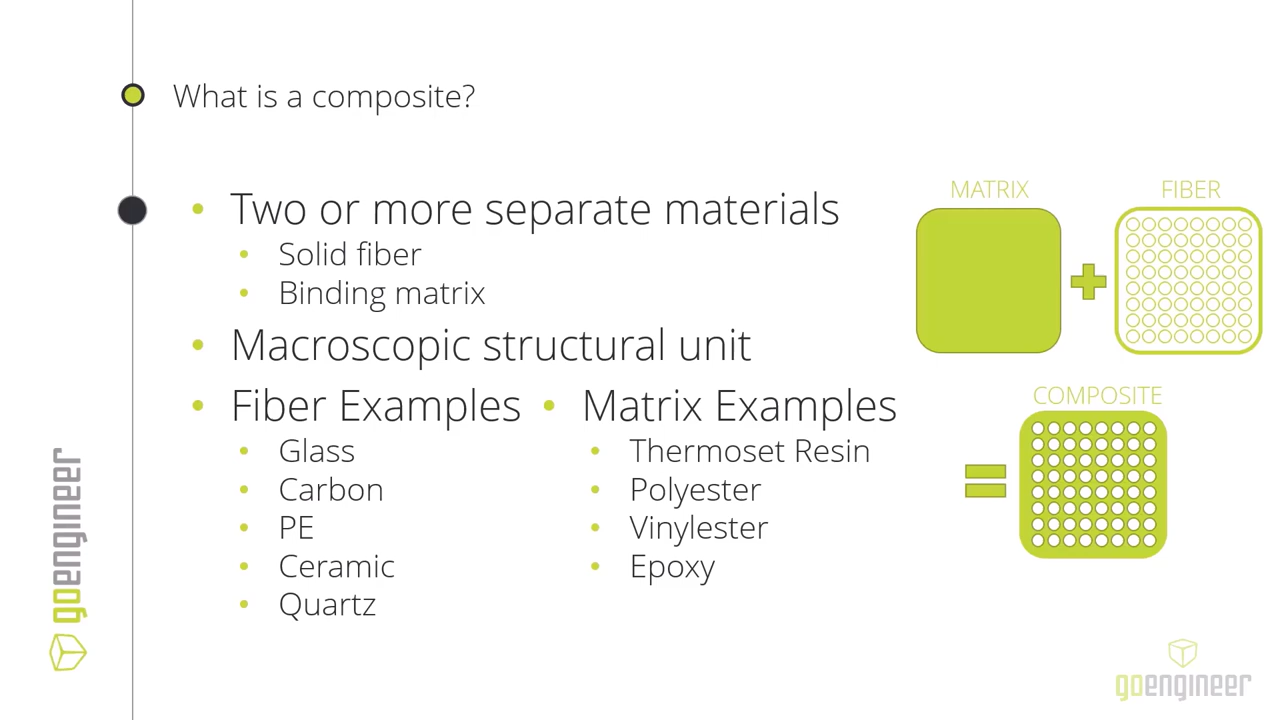 What is a composite?
• Two or more separate materials
• Solid fiber
• Binding matrix
• Macroscopic structural unit
• Fiber Examples
• Glass
• Carbon
• PE
• Ceramic
• Quartz
• Matrix Examples
• Thermoset Resin
• Polyester
• Vinylester
• Epoxy
MATRIX
FIBER
COMPOSITE
goengineer
goengineer